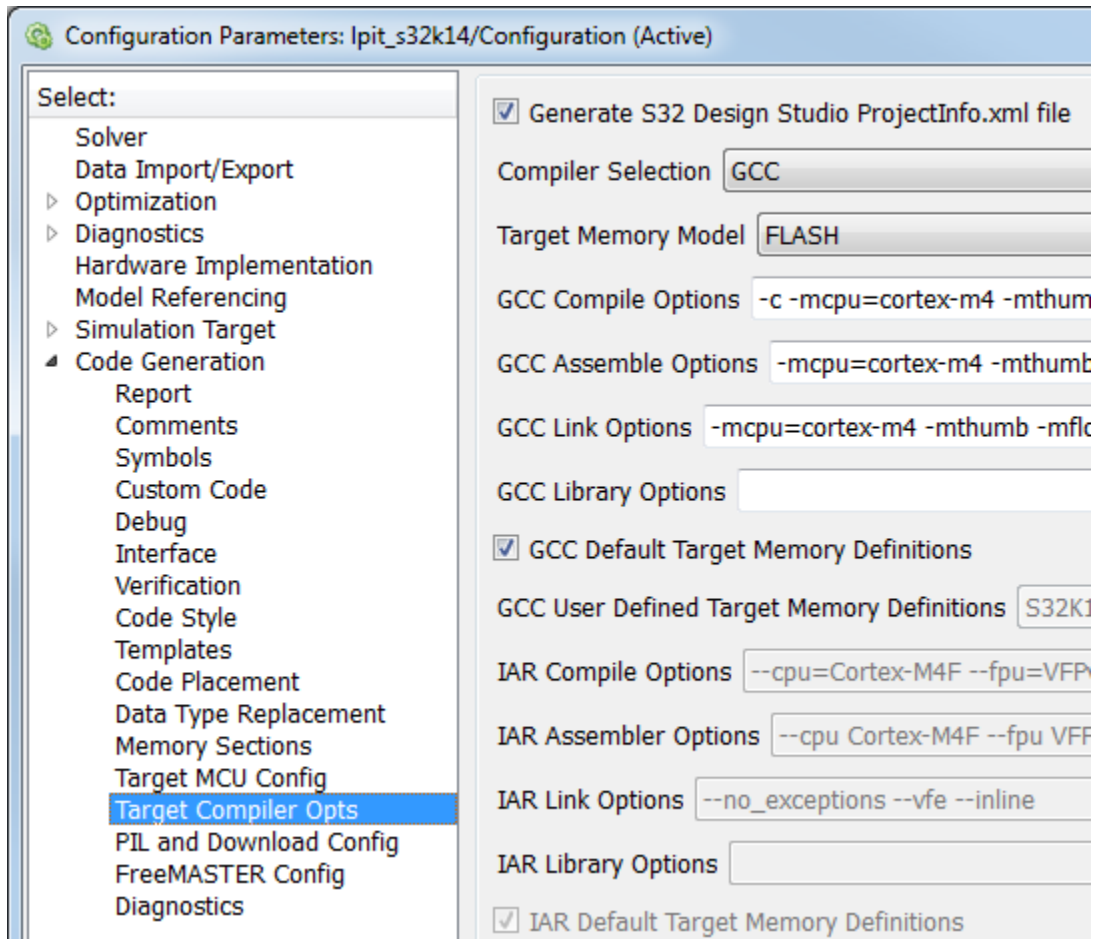 Configuration Parameters: lpit_s32k14/Configuration (Active)
Select:
Solver
Data Import/Export
Optimization
Diagnostics
Hardware Implementation
Model Referencing
Simulation Target
Code Generation
Report
Comments
Symbols
Custom Code
Debug
Interface
Verification
Code Style
Templates
Code Placement
Data Type Replacement
Memory Sections
Target MCU Config
Target Compiler Opts
PIL and Download Config
FreeMASTER Config
Diagnostics
Generate S32 Design Studio ProjectInfo.xml file
Compiler Selection GCC
Target Memory Model FLASH
GCC Compile Options -c -mcpu=cortex-m4 -mthum
GCC Assemble Options -mcpu=cortex-m4 -mthumb
GCC Link Options -mcpu=cortex-m4 -mthumb -mflo
GCC Library Options
GCC Default Target Memory Definitions
GCC User Defined Target Memory Definitions S32K1
IAR Compile Options --cpu=Cortex-M4F --fpu=VFP
IAR Assembler Options --cpu Cortex-M4F --fpu VFP
IAR Link Options --no_exceptions --vfe --inline
IAR Library Options
IAR Default Target Memory Definitions